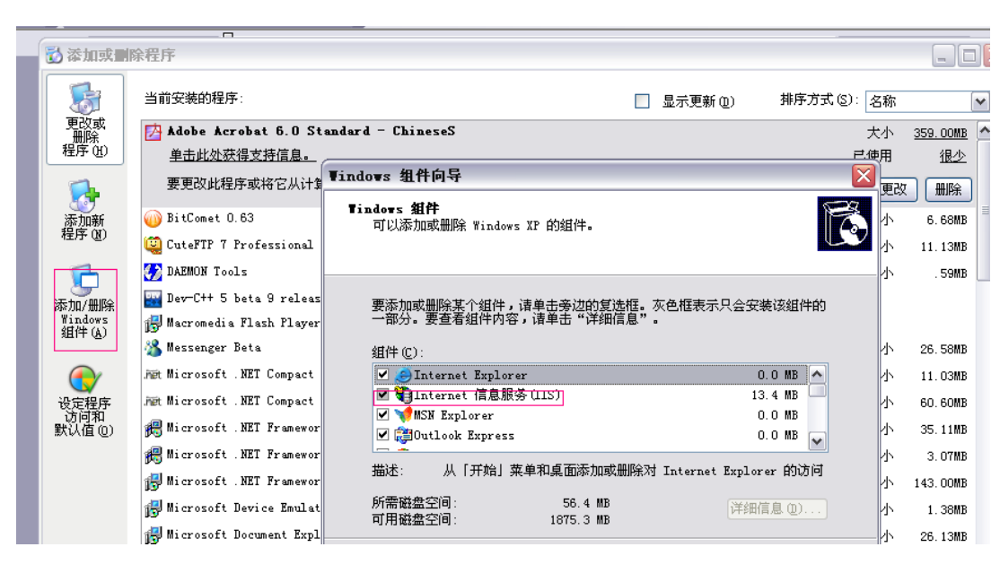 添加或删除程序
更改或
删除
程序(H)
添加新
程序(N)
添加/删除
Windows
组件(A)
设定程序
访问和
默认值(O)
当前安装的程序:
显示更新(D)
排序方式(S):
名称
Adobe Acrobat 6.0 Standard - ChineseS
大小
359.00MB
单击此处获得支持信息。
已使用
很少
要更改此程序或将它从计
更改
删除
BitComet 0.63
小
6.68MB
CuteFTP 7 Professional
小
11.13MB
DAEMON Tools
小
.59MB
Dev-C++ 5 beta 9 releas
Macromedia Flash Player
Messenger Beta
小
26.58MB
Microsoft .NET Compact
小
11.03MB
Microsoft .NET Compact
小
60.60MB
Microsoft .NET Framewor
小
35.11MB
Microsoft .NET Framewor
小
3.07MB
Microsoft .NET Framewor
小
143.00MB
Microsoft Device Emulat
小
1.38MB
Microsoft Document Expl
小
26.13MB
Windows 组件向导
Windows 组件
可以添加或删除 Windows XP 的组件。
要添加或删除某个组件，请单击旁边的复选框。灰色框表示只会安装该组件的
一部分。要查看组件内容，请单击“详细信息”。
组件(C):
Internet Explorer
0.0 MB
Internet 信息服务(IIS)
13.4 MB
MSN Explorer
0.0 MB
Outlook Express
0.0 MB
描述:
从「开始」菜单和桌面添加或删除对 Internet Explorer 的访问
所需磁盘空间:
56.4 MB
可用磁盘空间:
1875.3 MB
详细信息(D)...